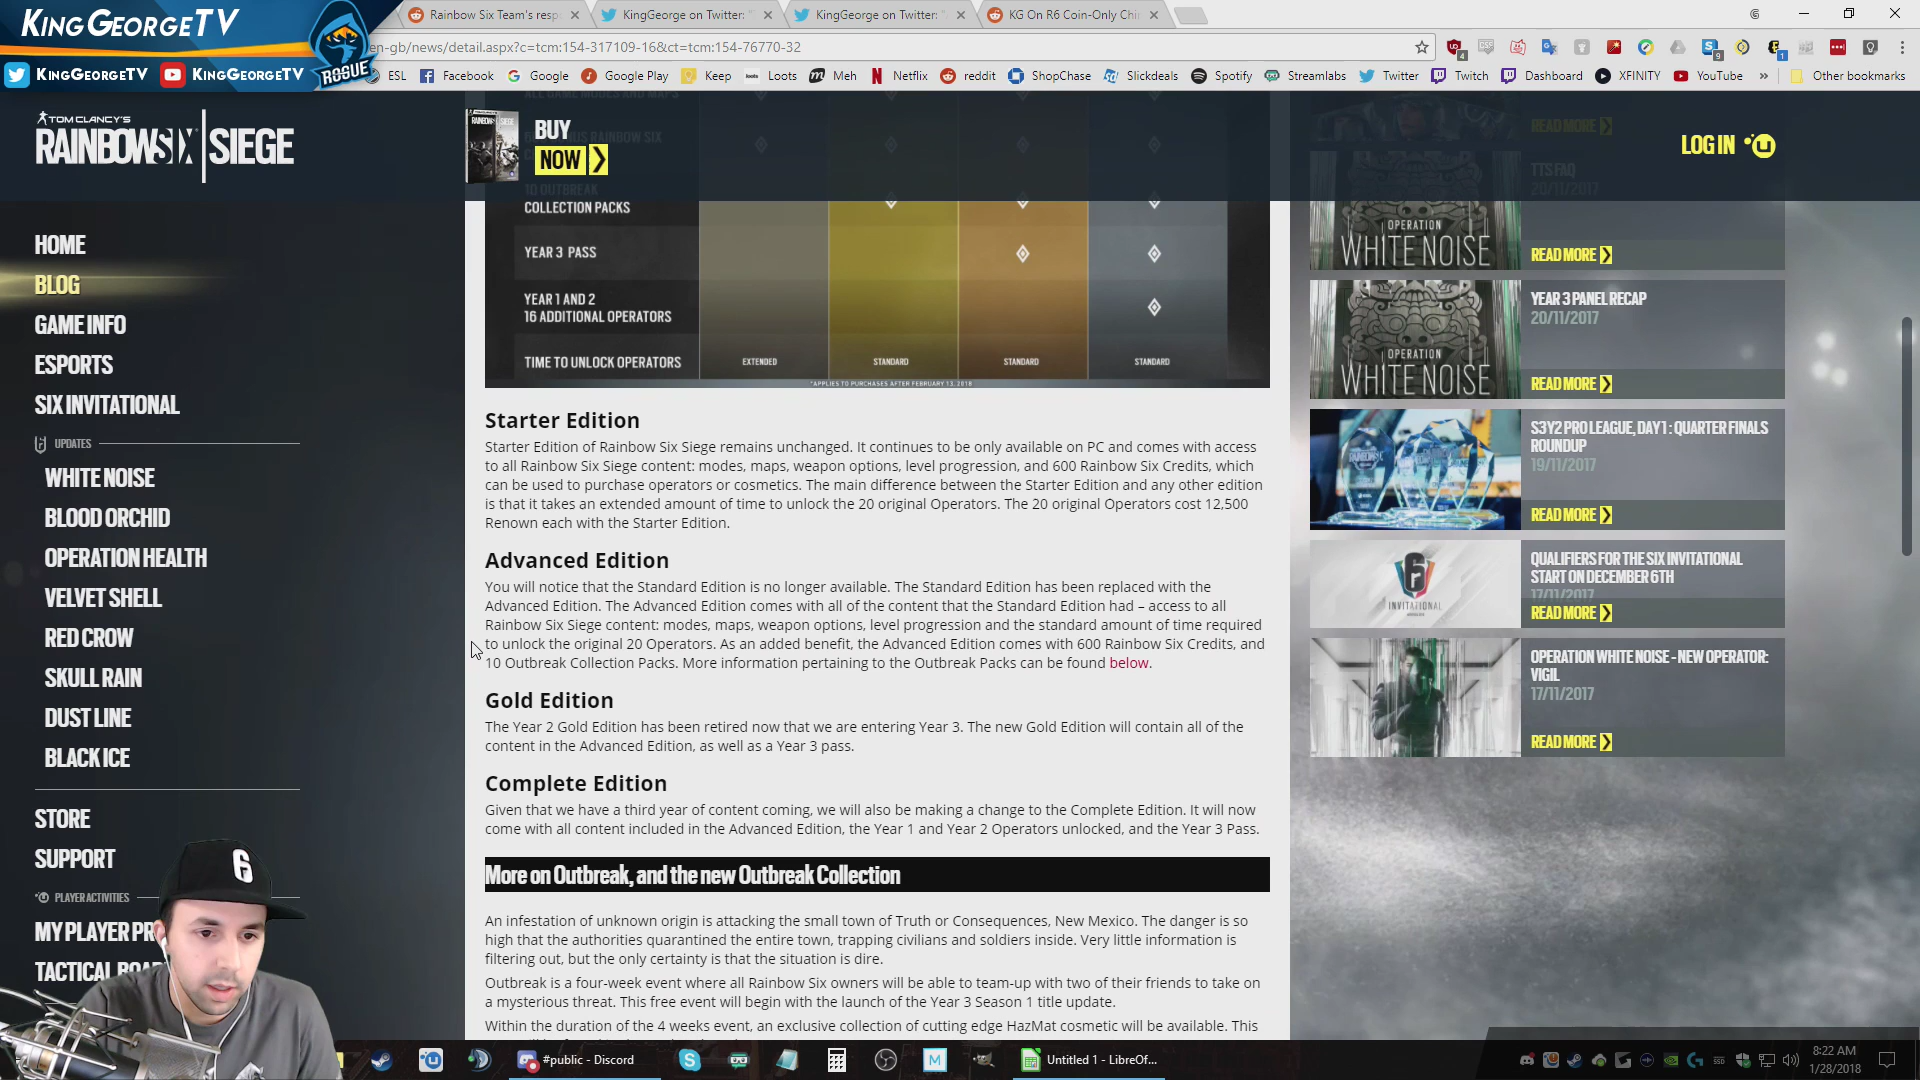 KINGGEORGETV
KINGGEORGETV
KINGGEORGETV
ROGUE
Rainbow Six Team's resp
KingGeorge on Twitter: "
KingGeorge on Twitter: "
KG On R6 Coin-Only Chi
en-gb/news/detail.aspx?c=tcm:154-317109-16&ct=tcm:154-76770-32
ESL
Facebook
Google
Google Play
Keep
Loots
Meh
Netflix
reddit
ShopChase
Slickdeals
Spotify
Streamlabs
Twitter
Twitch
Dashboard
XFINITY
YouTube
»
Other bookmarks
TOM CLANCY'S
RAINBOWSIX | SIEGE
BUY
NOW
LOG IN
HOME
BLOG
GAME INFO
ESPORTS
SIX INVITATIONAL
UPDATES
WHITE NOISE
BLOOD ORCHID
OPERATION HEALTH
VELVET SHELL
RED CROW
SKULL RAIN
DUST LINE
BLACK ICE
STORE
SUPPORT
PLAYER ACTIVITIES
MY PLAYER PR
TACTICAL BOA
ALL GAME MODES AND MAPS
RAINBOW SIX
10 OUTBREAK
COLLECTION PACKS
YEAR 3 PASS
YEAR 1 AND 2
16 ADDITIONAL OPERATORS
TIME TO UNLOCK OPERATORS
EXTENDED
STANDARD
STANDARD
STANDARD
*APPLIES TO PURCHASES AFTER FEBRUARY 13, 2018
Starter Edition
Starter Edition of Rainbow Six Siege remains unchanged. It continues to be only available on PC and comes with access
to all Rainbow Six Siege content: modes, maps, weapon options, level progression, and 600 Rainbow Six Credits, which
can be used to purchase operators or cosmetics. The main difference between the Starter Edition and any other edition
is that it takes an extended amount of time to unlock the 20 original Operators. The 20 original Operators cost 12,500
Renown each with the Starter Edition.
Advanced Edition
You will notice that the Standard Edition is no longer available. The Standard Edition has been replaced with the
Advanced Edition. The Advanced Edition comes with all of the content that the Standard Edition had – access to all
Rainbow Six Siege content: modes, maps, weapon options, level progression and the standard amount of time required
to unlock the original 20 Operators. As an added benefit, the Advanced Edition comes with 600 Rainbow Six Credits, and
10 Outbreak Collection Packs. More information pertaining to the Outbreak Packs can be found below.
Gold Edition
The Year 2 Gold Edition has been retired now that we are entering Year 3. The new Gold Edition will contain all of the
content in the Advanced Edition, as well as a Year 3 pass.
Complete Edition
Given that we have a third year of content coming, we will also be making a change to the Complete Edition. It will now
come with all content included in the Advanced Edition, the Year 1 and Year 2 Operators unlocked, and the Year 3 Pass.
More on Outbreak, and the new Outbreak Collection
An infestation of unknown origin is attacking the small town of Truth or Consequences, New Mexico. The danger is so
high that the authorities quarantined the entire town, trapping civilians and soldiers inside. Very little information is
filtering out, but the only certainty is that the situation is dire.
Outbreak is a four-week event where all Rainbow Six owners will be able to team-up with two of their friends to take on
a mysterious threat. This free event will begin with the launch of the Year 3 Season 1 title update.
Within the duration of the 4 weeks event, an exclusive collection of cutting edge HazMat cosmetic will be available. This
READ MORE
TTS FAQ
20/11/2017
OPERATION
WHITE NOISE
READ MORE
YEAR 3 PANEL RECAP
20/11/2017
OPERATION
WHITE NOISE
READ MORE
S3Y2 PRO LEAGUE, DAY 1 : QUARTER FINALS
ROUNDUP
19/11/2017
READ MORE
INVITATIONAL
QUALIFIERS FOR THE SIX INVITATIONAL
START ON DECEMBER 6TH
17/11/2017
READ MORE
OPERATION WHITE NOISE - NEW OPERATOR:
VIGIL
17/11/2017
READ MORE
6
#public - Discord
Untitled 1 - LibreOf...
8:22 AM
1/28/2018